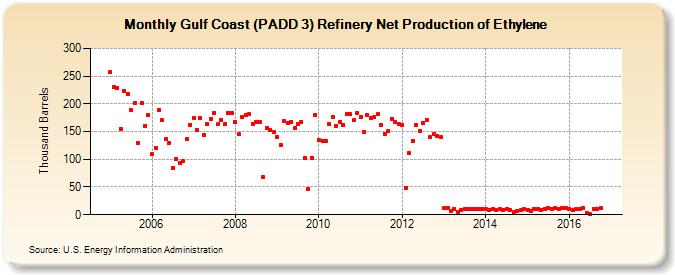 Monthly Gulf Coast (PADD 3) Refinery Net Production of Ethylene
Thousand Barrels
300
250
200
150
100
50
0
2006 2008 2010 2012 2014 2016
Source: U.S. Energy Information Administration